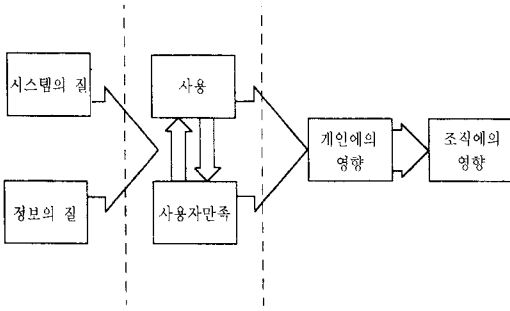 시스템의 질
사용
개인에의
영향
조직에의
영향
정보의 질
사용자만족